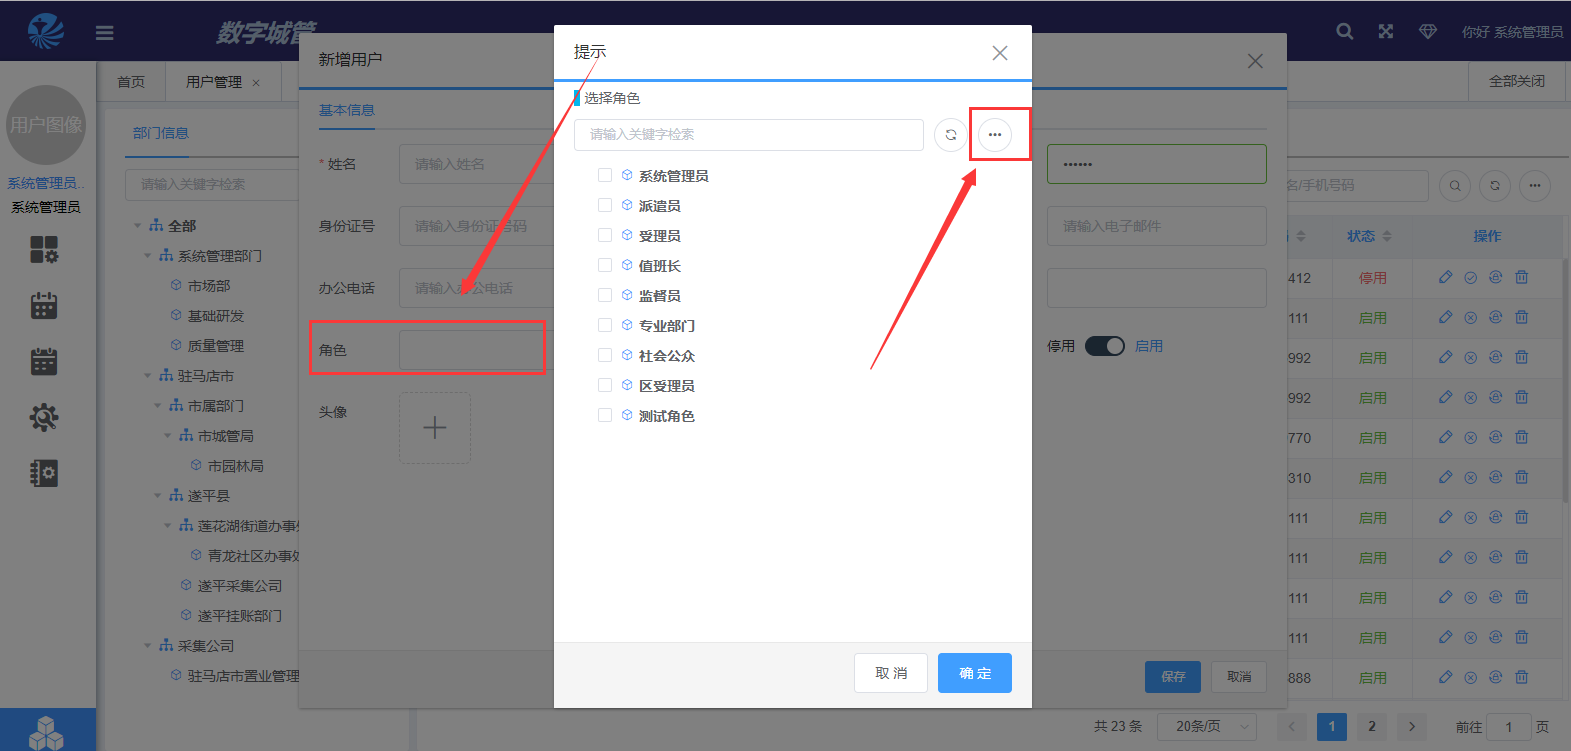 数字城管
你好 系统管理员
首页
用户管理
全部关闭
用户图像
系统管理员..
系统管理员
部门信息
请输入关键字检索
全部
系统管理部门
市场部
基础研发
质量管理
驻马店市
市属部门
市城管局
市园林局
遂平县
莲花湖街道办事处
青龙社区办事处
遂平采集公司
遂平挂账部门
采集公司
驻马店市置业管理
新增用户
基本信息
* 姓名
请输入姓名
••••••
身份证号
请输入身份证号码
请输入电子邮件
办公电话
请输入办公电话
角色
停用
启用
头像
保存
取消
提示
选择角色
请输入关键字检索
系统管理员
派遣员
受理员
值班长
监督员
专业部门
社会公众
区受理员
测试角色
取 消
确 定
名/手机号码
状态
操作
412
停用
111
启用
992
启用
992
启用
770
启用
310
启用
111
启用
111
启用
111
启用
111
启用
888
启用
共 23 条
20条/页
1
2
前往
1
页